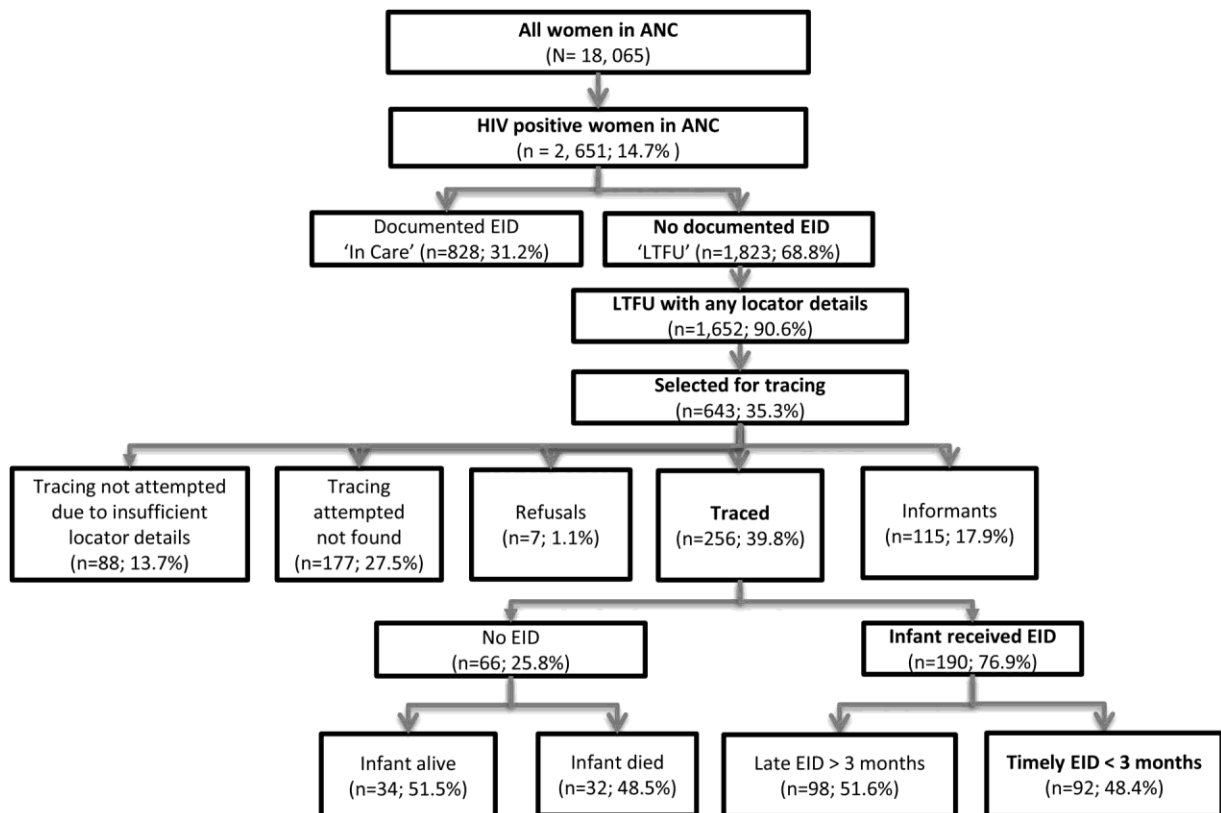 All women in ANC
(N= 18, 065)
HIV positive women in ANC
(n = 2, 651; 14.7% )
Documented EID
‘In Care’ (n=828; 31.2%)
No documented EID
‘LTFU’ (n=1,823; 68.8%)
LTFU with any locator details
(n=1,652; 90.6%)
Selected for tracing
(n=643; 35.3%)
Tracing not attempted
due to insufficient
locator details
(n=88; 13.7%)
Tracing
attempted
not found
(n=177; 27.5%)
Refusals
(n=7; 1.1%)
Traced
(n=256; 39.8%)
Informants
(n=115; 17.9%)
No EID
(n=66; 25.8%)
Infant received EID
(n=190; 76.9%)
Infant alive
(n=34; 51.5%)
Infant died
(n=32; 48.5%)
Late EID > 3 months
(n=98; 51.6%)
Timely EID < 3 months
(n=92; 48.4%)